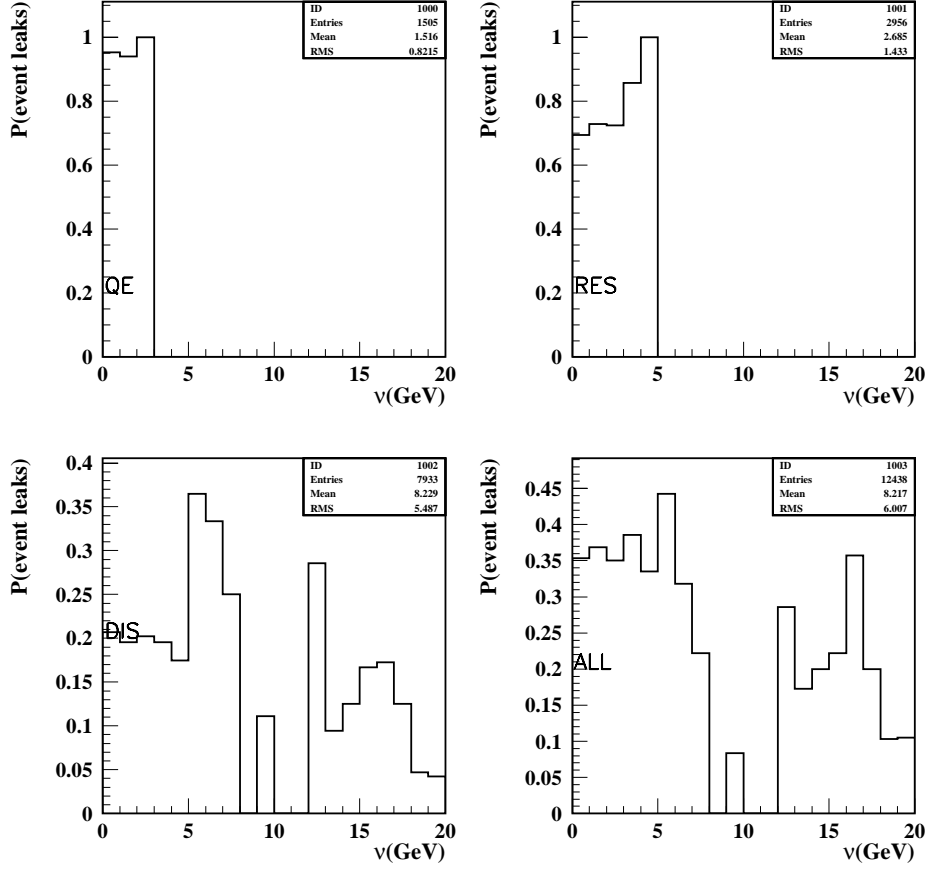 ID 1000
Entries 1505
Mean 1.516
RMS 0.8215
P(event leaks)
1
0.8
0.6
0.4
0.2
0
QE
0 5 10 15 20
ν(GeV)
ID 1001
Entries 2956
Mean 2.685
RMS 1.433
P(event leaks)
1
0.8
0.6
0.4
0.2
0
RES
0 5 10 15 20
ν(GeV)
ID 1002
Entries 7933
Mean 8.229
RMS 5.487
P(event leaks)
0.4
0.35
0.3
0.25
0.2
0.15
0.1
0.05
0
DIS
0 5 10 15 20
ν(GeV)
ID 1003
Entries 12438
Mean 8.217
RMS 6.007
P(event leaks)
0.45
0.4
0.35
0.3
0.25
0.2
0.15
0.1
0.05
0
ALL
0 5 10 15 20
ν(GeV)